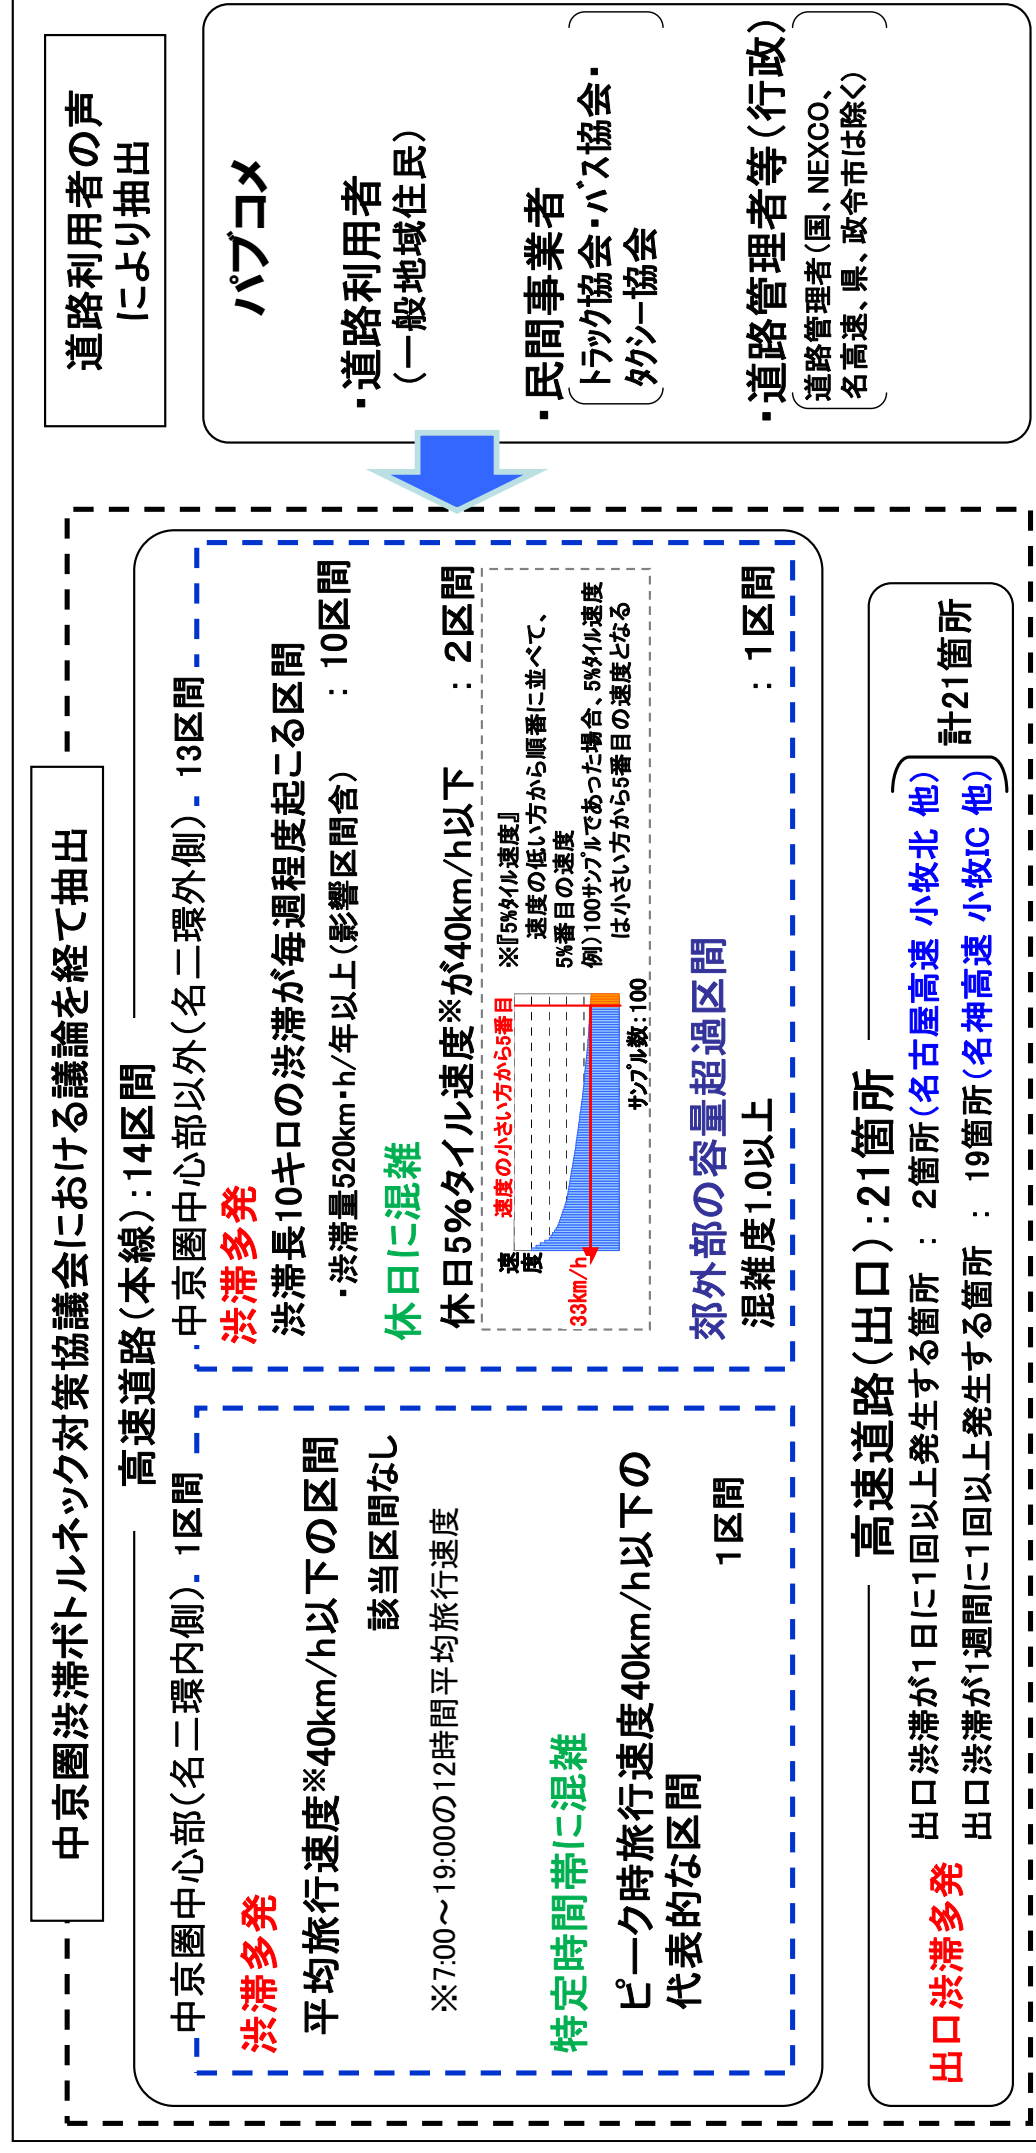 中京圏渋滞ボトルネック対策協議会における議論を経て抽出
高速道路(本線):14区間
中京圏中心部(名二環内側)
1区間
渋滞多発
平均旅行速度※40km/h以下の区間
該当区間なし
※7:00～19:00の12時間平均旅行速度
特定時間帯に混雑
ピーク時旅行速度40km/h以下の
代表的な区間
1区間
中京圏中心部以外(名二環外側)
13区間
渋滞多発
渋滞長10キロの渋滞が毎週程度起こる区間
・渋滞量520km・h/年以上(影響区間含) : 10区間
休日に混雑
休日5%タイル速度※が40km/h以下 : 2区間
速度の小さい方から5番目
速度
33km/h
サンプル数:100
※『5%タイル速度』
速度の低い方から順番に並べて、
5%番目の速度
例)100サンプルであった場合、5%タイル速度
は小さい方から5番目の速度となる
郊外部の容量超過区間
混雑度1.0以上 : 1区間
高速道路(出口):21箇所
出口渋滞多発
出口渋滞が1日に1回以上発生する箇所 : 2箇所(名古屋高速 小牧北 他)
出口渋滞が1週間に1回以上発生する箇所 : 19箇所(名神高速 小牧IC 他)
計21箇所
道路利用者の声
により抽出
パブコメ
・道路利用者
(一般地域住民)
・民間事業者
トラック協会・バス協会・
タクシー協会
・道路管理者等(行政)
道路管理者(国、NEXCO、
名高速、県、政令市は除く)